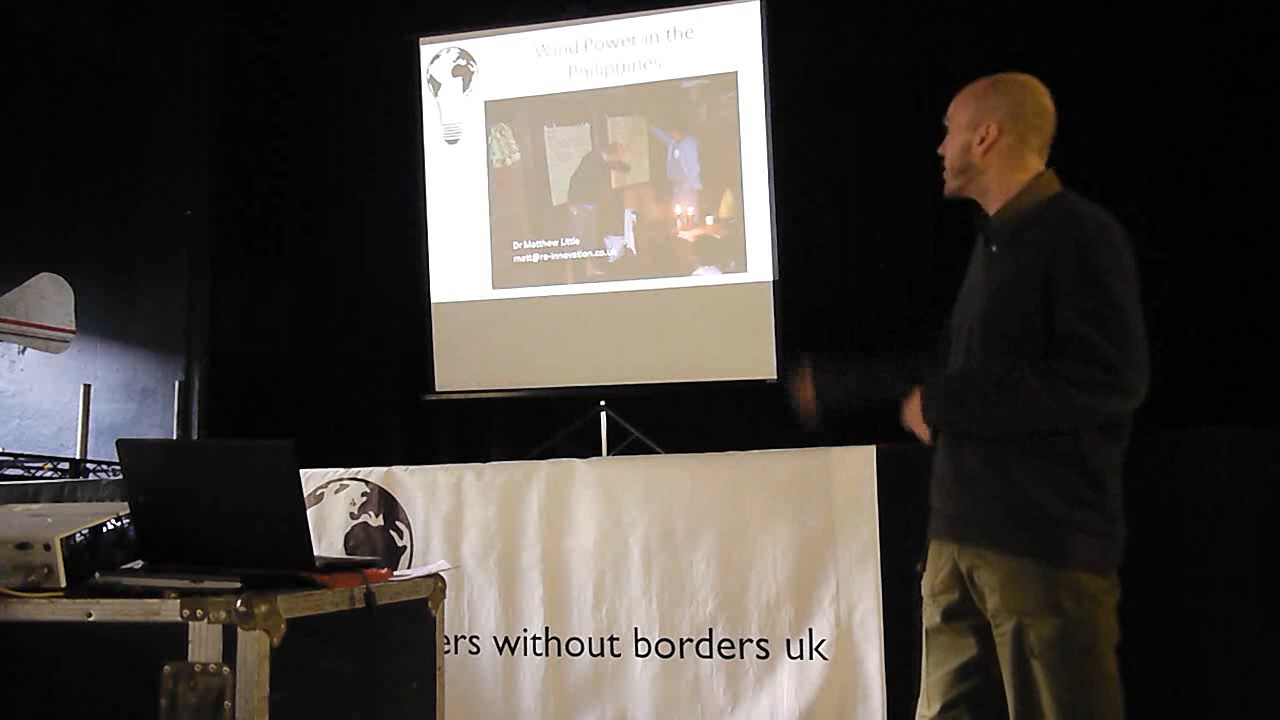 Wind Power in the
Philippines
Dr Matthew Little
matt@re-innovation.co.uk
ers without borders uk